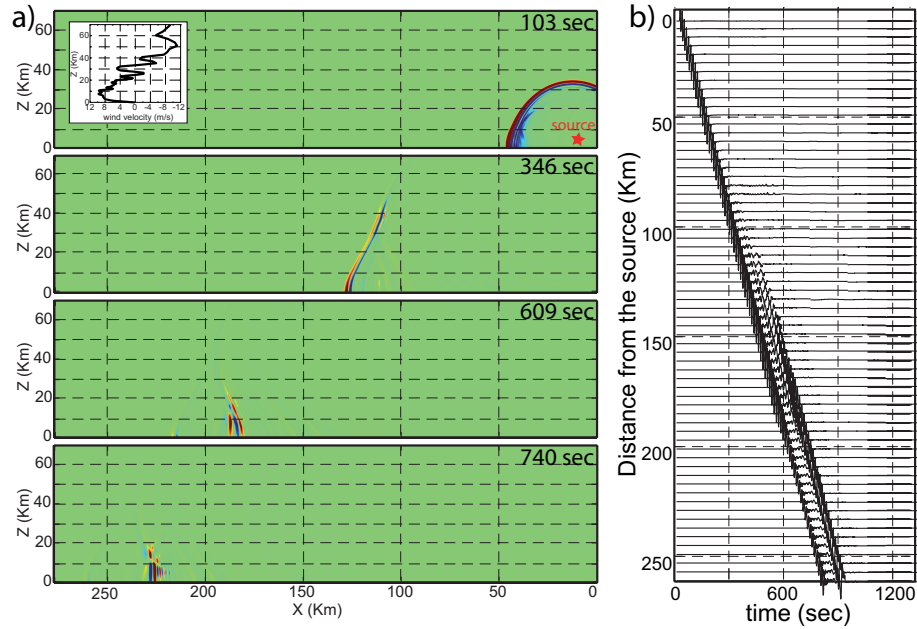 a)
b)
103 sec
Z (Km)
60
40
20
0
Z (Km)
60
40
20
0
12 8 4 0 -4 -8 -12
wind velocity (m/s)
source
346 sec
Z (Km)
60
40
20
0
609 sec
Z (Km)
60
40
20
0
740 sec
Z (Km)
60
40
20
0
250 200 150 100 50 0
X (Km)
Distance from the source (Km)
0
50
100
150
200
250
0 600 900 1200
time (sec)